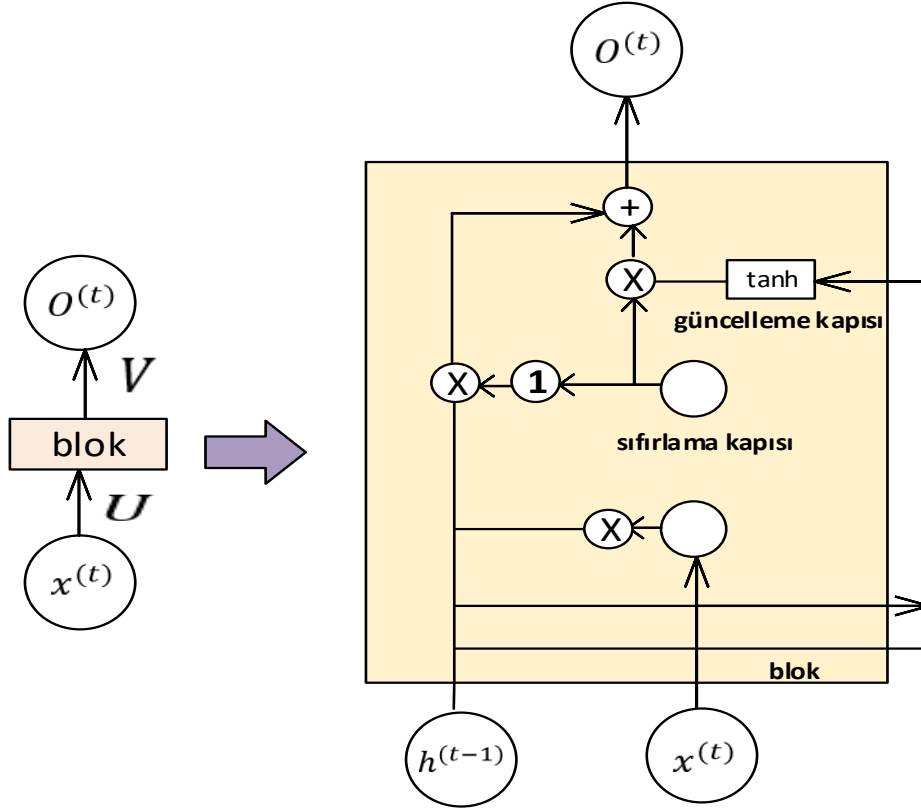 O^(t)
V
blok
U
x^(t)
O^(t)
+
X
tanh
güncelleme kapısı
X
1
sıfırlama kapısı
X
blok
h^(t−1)
x^(t)